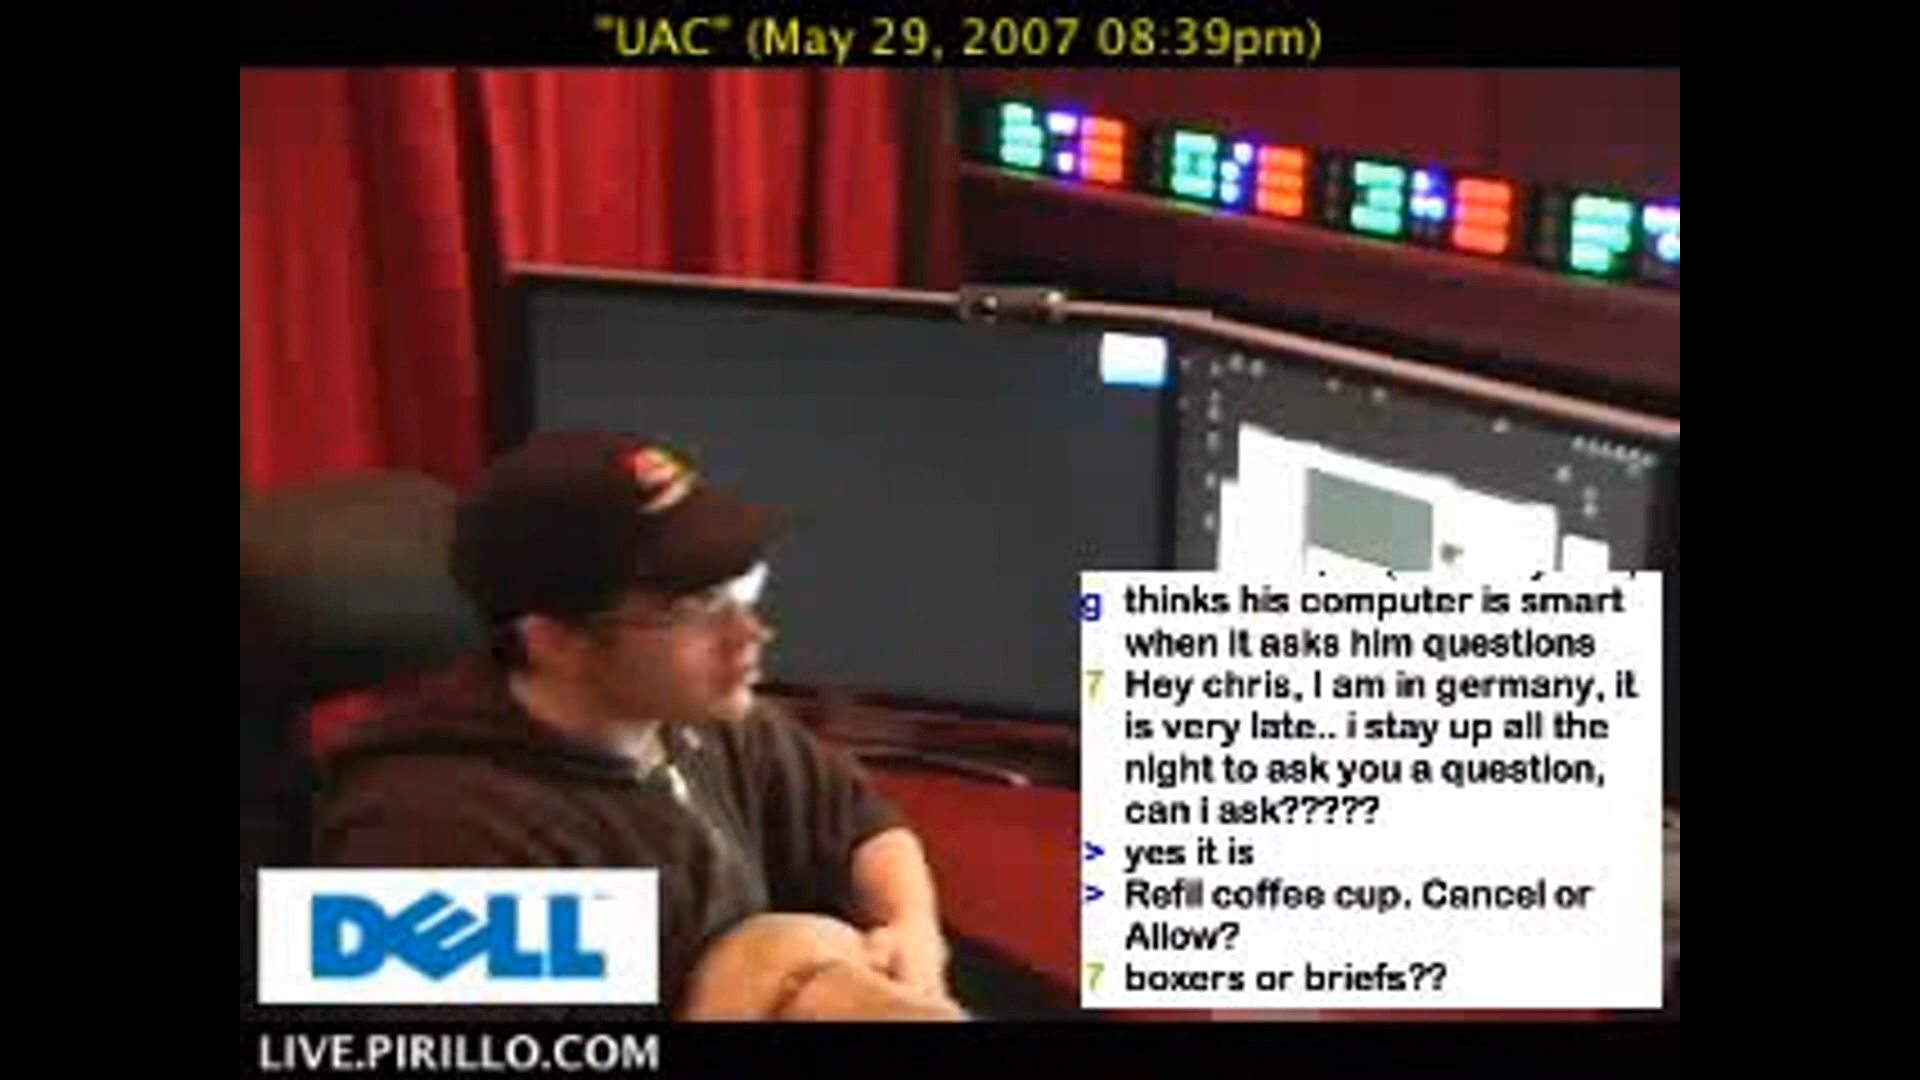 "UAC" (May 29, 2007 08:39pm)
g thinks his computer is smart
when it asks him questions
7 Hey chris, I am in germany, it
is very late.. i stay up all the
night to ask you a question,
can i ask?????
> yes it is
> Refil coffee cup. Cancel or
Allow?
7 boxers or briefs??
DELL
LIVE.PIRILLO.COM